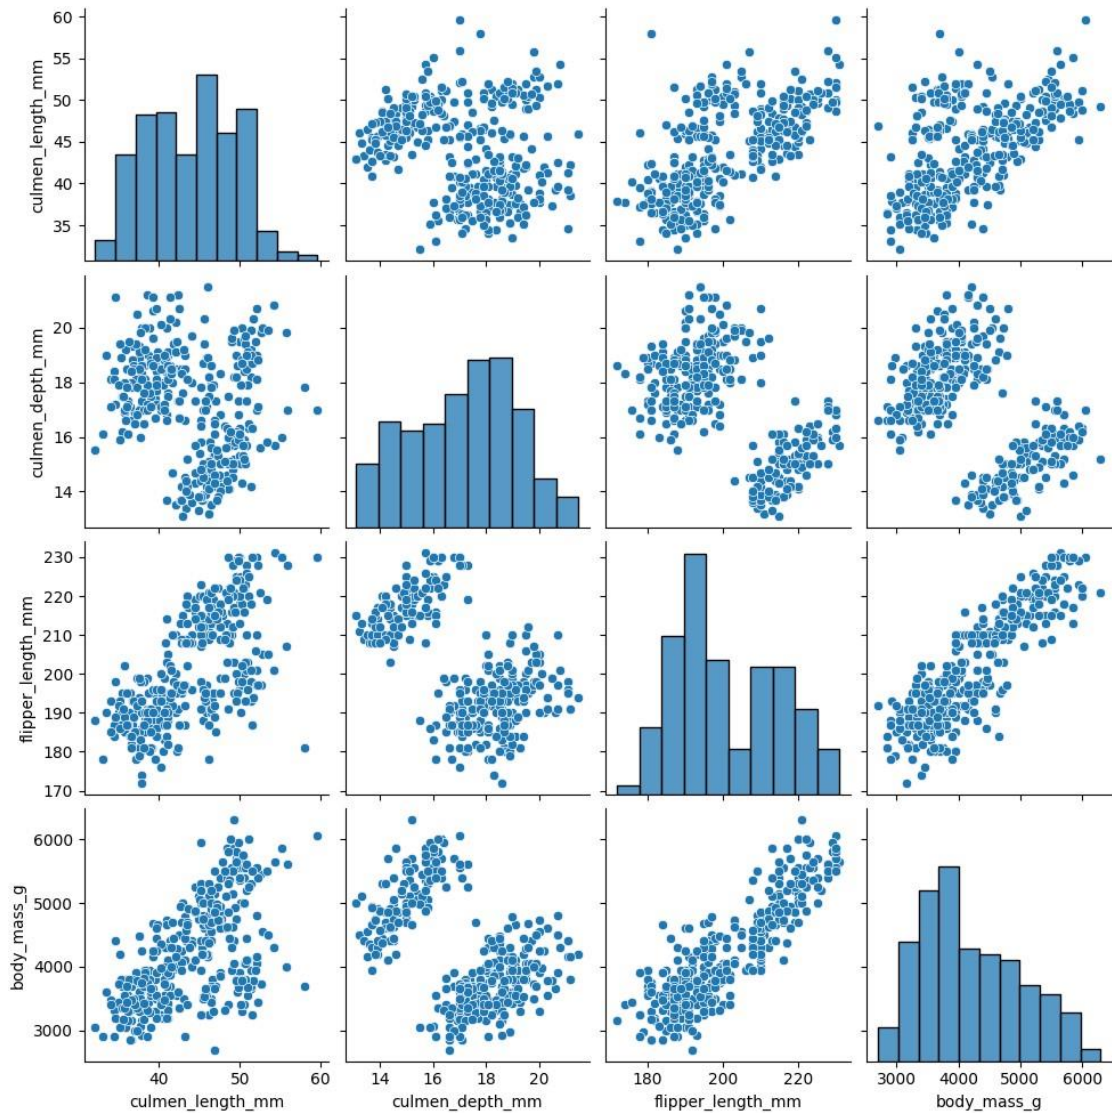 culmen_length_mm
60
55
50
45
40
35
culmen_depth_mm
20
18
16
14
flipper_length_mm
230
220
210
200
190
180
170
body_mass_g
6000
5000
4000
3000
40 50 60
culmen_length_mm
14 16 18 20
culmen_depth_mm
180 200 220
flipper_length_mm
3000 4000 5000 6000
body_mass_g